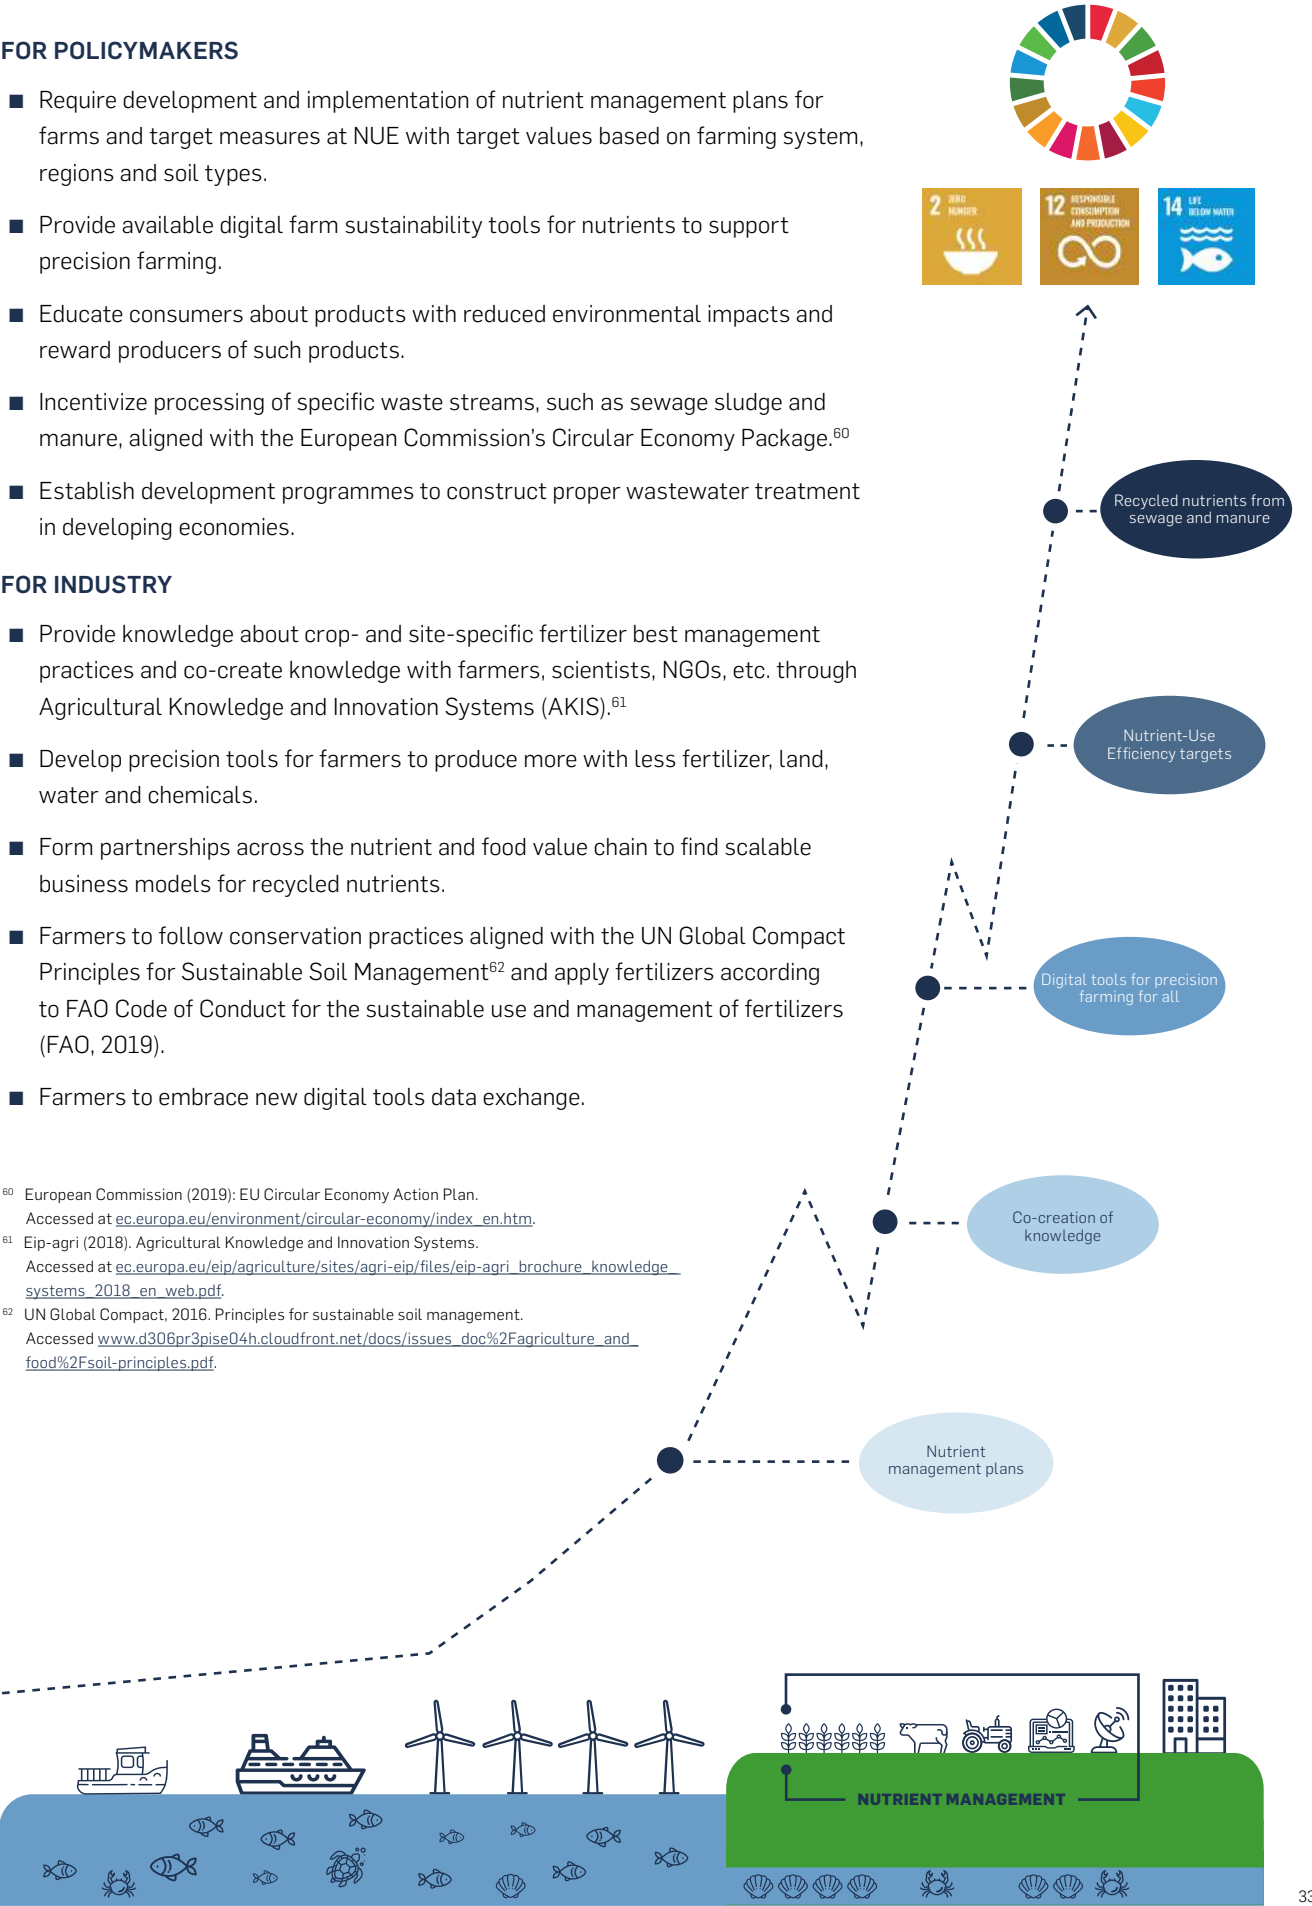 FOR POLICYMAKERS
■ Require development and implementation of nutrient management plans for
farms and target measures at NUE with target values based on farming system,
regions and soil types.
■ Provide available digital farm sustainability tools for nutrients to support
precision farming.
■ Educate consumers about products with reduced environmental impacts and
reward producers of such products.
■ Incentivize processing of specific waste streams, such as sewage sludge and
manure, aligned with the European Commission's Circular Economy Package.60
■ Establish development programmes to construct proper wastewater treatment
in developing economies.
FOR INDUSTRY
■ Provide knowledge about crop- and site-specific fertilizer best management
practices and co-create knowledge with farmers, scientists, NGOs, etc. through
Agricultural Knowledge and Innovation Systems (AKIS).61
■ Develop precision tools for farmers to produce more with less fertilizer, land,
water and chemicals.
■ Form partnerships across the nutrient and food value chain to find scalable
business models for recycled nutrients.
■ Farmers to follow conservation practices aligned with the UN Global Compact
Principles for Sustainable Soil Management62 and apply fertilizers according
to FAO Code of Conduct for the sustainable use and management of fertilizers
(FAO, 2019).
■ Farmers to embrace new digital tools data exchange.
60 European Commission (2019): EU Circular Economy Action Plan.
Accessed at ec.europa.eu/environment/circular-economy/index_en.htm.
61 Eip-agri (2018). Agricultural Knowledge and Innovation Systems.
Accessed at ec.europa.eu/eip/agriculture/sites/agri-eip/files/eip-agri_brochure_knowledge_
systems_2018_en_web.pdf.
62 UN Global Compact, 2016. Principles for sustainable soil management.
Accessed www.d306pr3pise04h.cloudfront.net/docs/issues_doc%2Fagriculture_and_
food%2Fsoil-principles.pdf.
2 ZERO
HUNGER
12 RESPONSIBLE
CONSUMPTION
AND PRODUCTION
14 LIFE
BELOW WATER
Recycled nutrients from
sewage and manure
Nutrient-Use
Efficiency targets
Digital tools for precision
farming for all
Co-creation of
knowledge
Nutrient
management plans
NUTRIENT MANAGEMENT
33